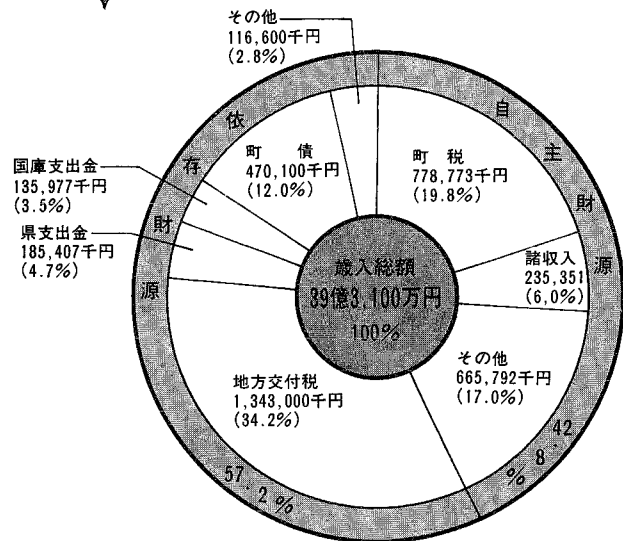 その他
116,600千円
(2.8%)
自主財源
42.8%
町税
778,773千円
(19.8%)
諸収入
235,351
(6,0%)
その他
665,792千円
(17.0%)
歳入総額
39億3,100万円
100%
依存財源
57.2%
町債
470,100千円
(12.0%)
国庫支出金
135,977千円
(3.5%)
県支出金
185,407千円
(4.7%)
地方交付税
1,343,000千円
(34.2%)